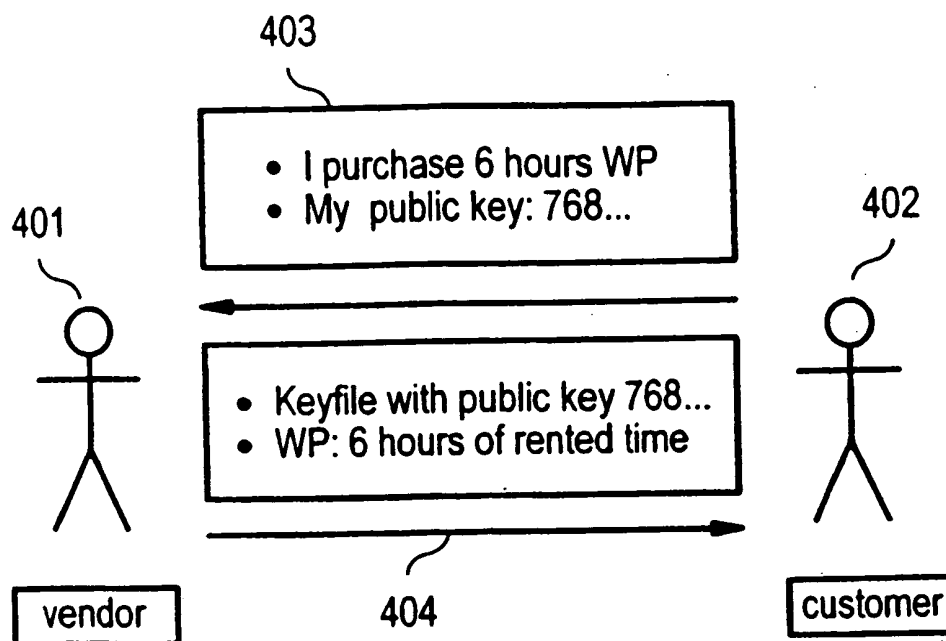 403
• I purchase 6 hours WP
• My public key: 768...
401
402
• Keyfile with public key 768...
• WP: 6 hours of rented time
404
vendor
customer